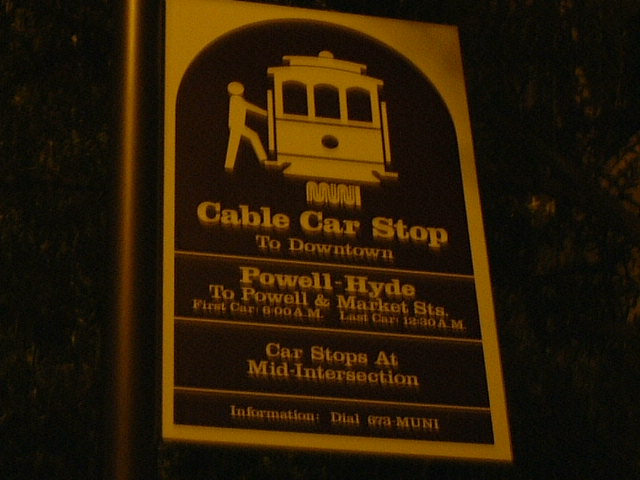 MUNI
Cable Car Stop
To Downtown
Powell-Hyde
To Powell & Market Sts.
First Car: 6:00 A.M. Last Car: 12:30 A.M.
Car Stops At
Mid-Intersection
Information: Dial 673-MUNI